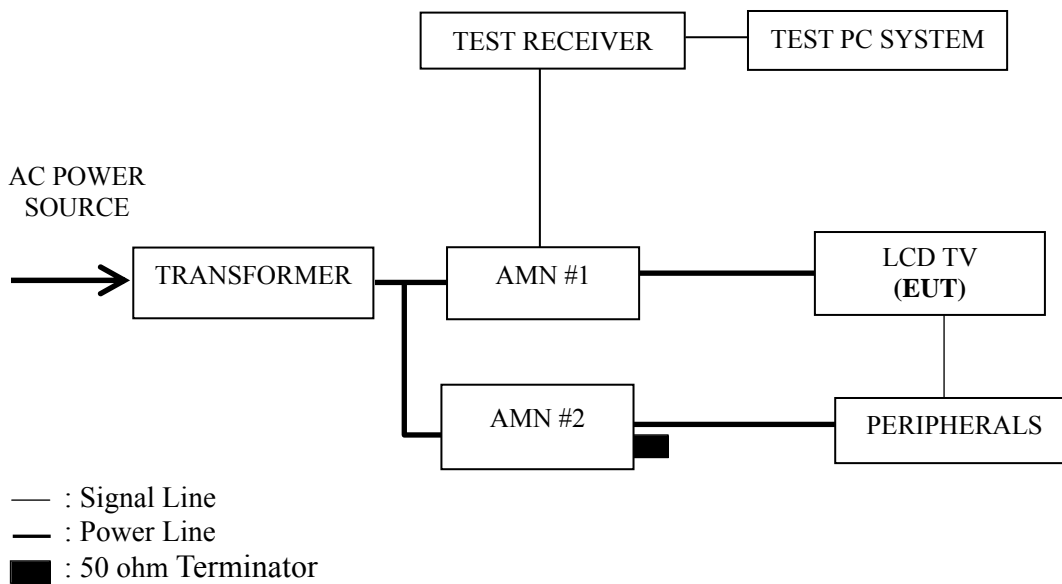 TEST RECEIVER
TEST PC SYSTEM
AC POWER
SOURCE
TRANSFORMER
AMN #1
LCD TV
(EUT)
AMN #2
PERIPHERALS
: Signal Line
: Power Line
: 50 ohm Terminator